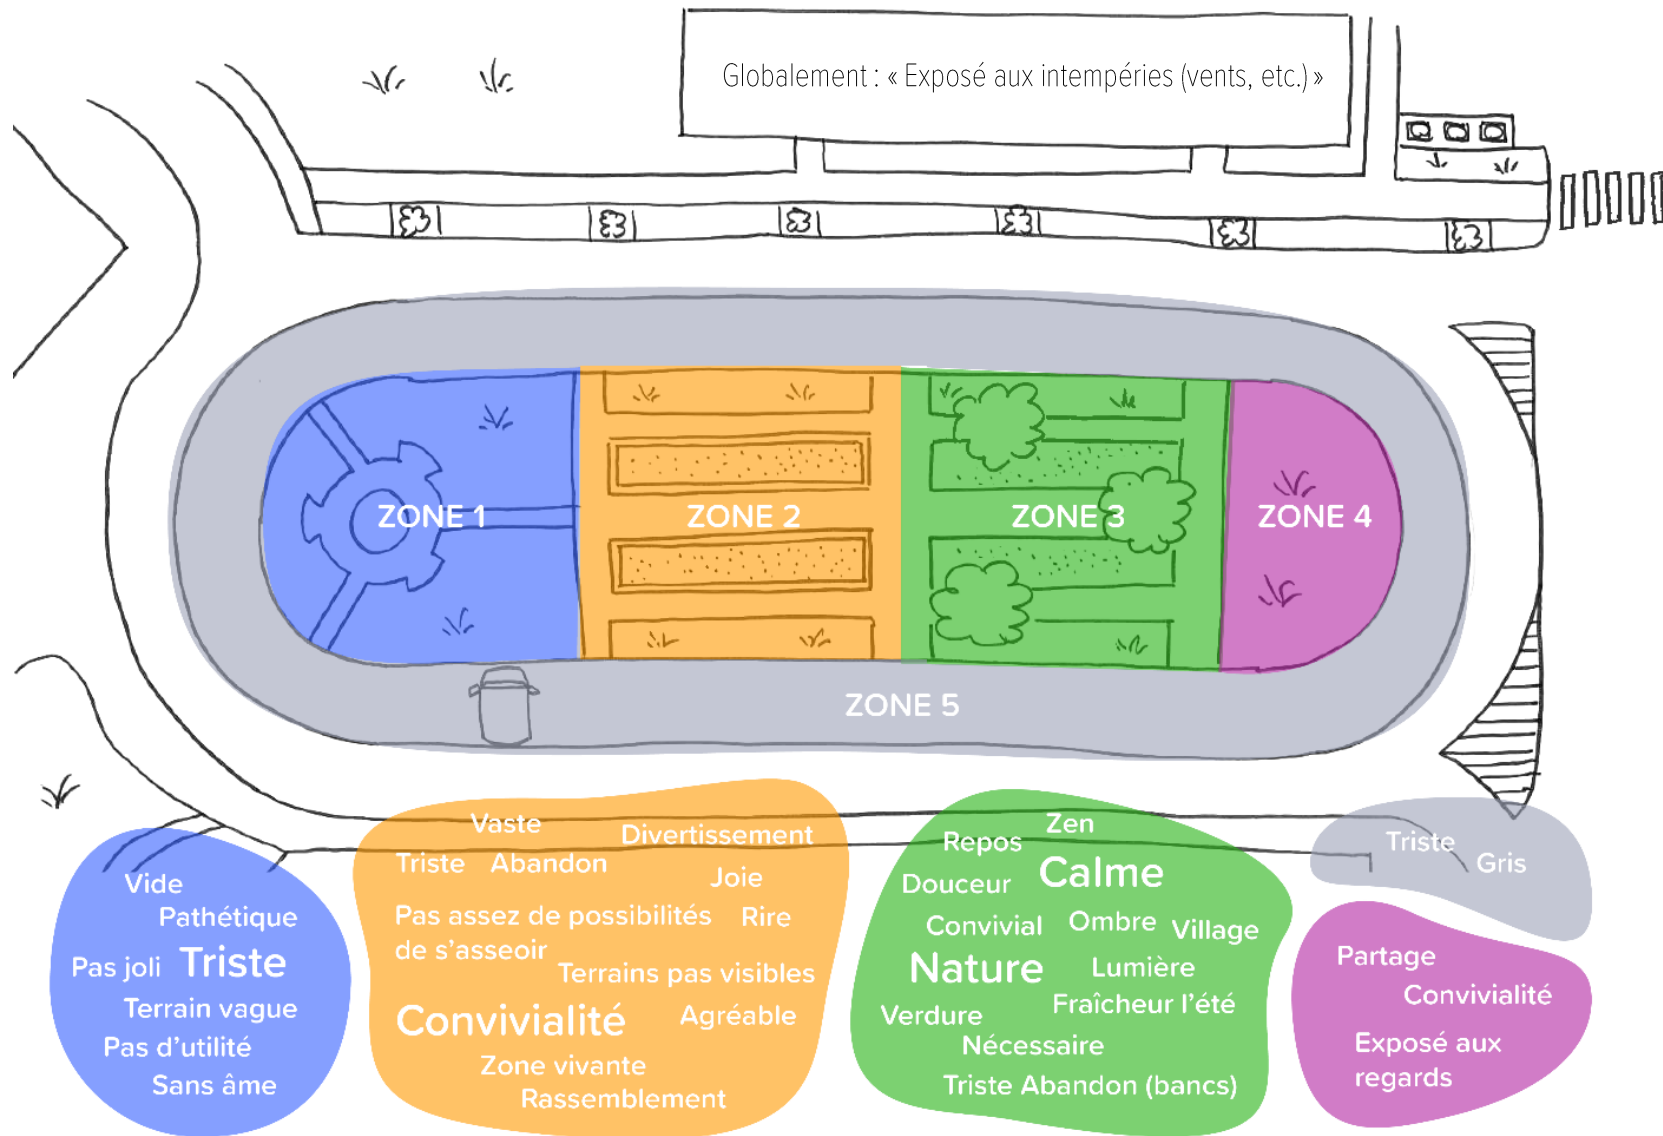 Globalement : « Exposé aux intempéries (vents, etc.) »
ZONE 1
ZONE 2
ZONE 3
ZONE 4
ZONE 5
Vide
Pathétique
Pas joli
Triste
Terrain vague
Pas d'utilité
Sans âme
Vaste
Divertissement
Triste
Abandon
Joie
Pas assez de possibilités
de s'asseoir
Rire
Terrains pas visibles
Convivialité
Agréable
Zone vivante
Rassemblement
Zen
Repos
Calme
Douceur
Convivial
Ombre
Village
Nature
Lumière
Fraîcheur l'été
Verdure
Nécessaire
Triste Abandon (bancs)
Triste
Gris
Partage
Convivialité
Exposé aux
regards